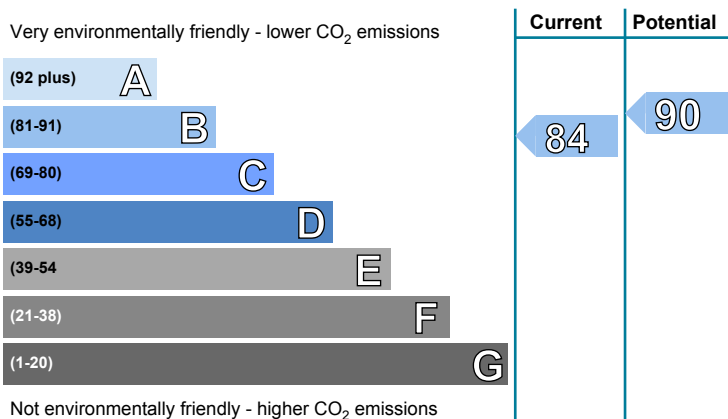 Current Potential
Very environmentally friendly - lower CO2 emissions
(92 plus) A
(81-91) B
84 90
(69-80) C
(55-68) D
(39-54 E
(21-38) F
(1-20) G
Not environmentally friendly - higher CO2 emissions